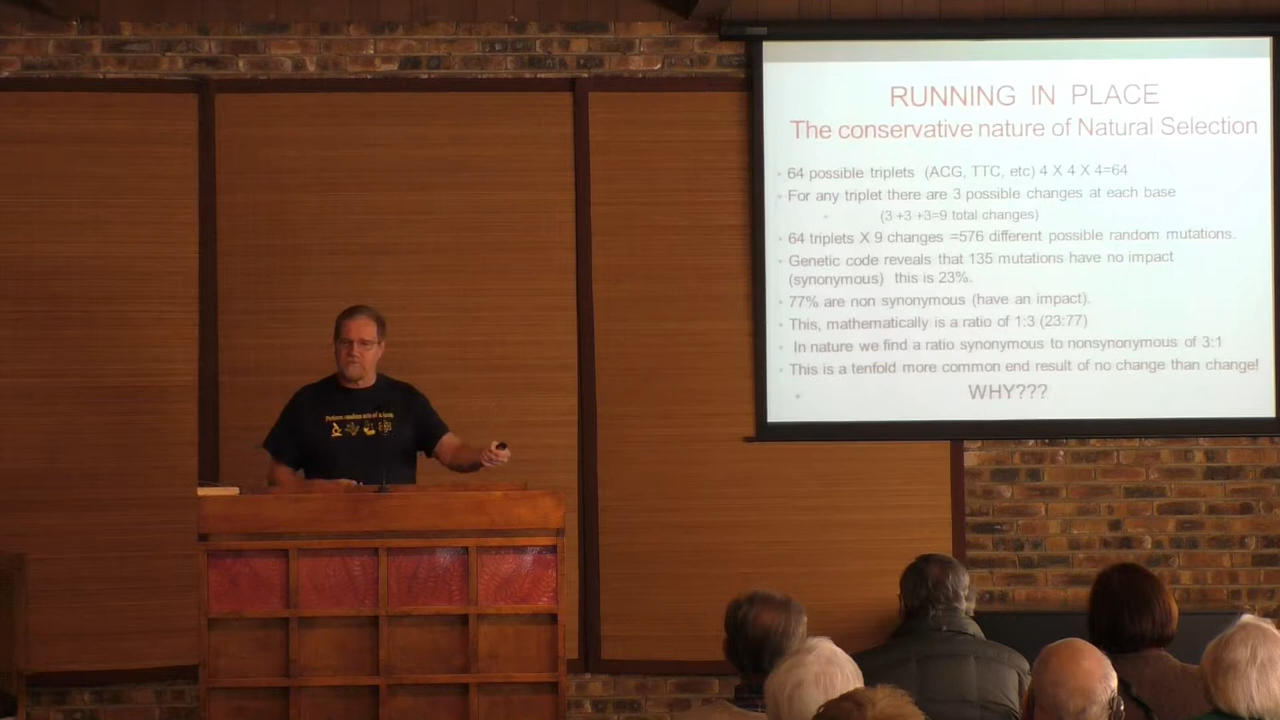 RUNNING IN PLACE
The conservative nature of Natural Selection
64 possible triplets (ACG, TTC, etc) 4 X 4 X 4=64
For any triplet there are 3 possible changes at each base
(3 +3 +3=9 total changes)
64 triplets X 9 changes =576 different possible random mutations.
Genetic code reveals that 135 mutations have no impact
(synonymous) this is 23%.
77% are non synonymous (have an impact).
This, mathematically is a ratio of 1:3 (23:77)
In nature we find a ratio synonymous to nonsynonymous of 3:1
This is a tenfold more common end result of no change than change!
WHY???
Perform random acts of